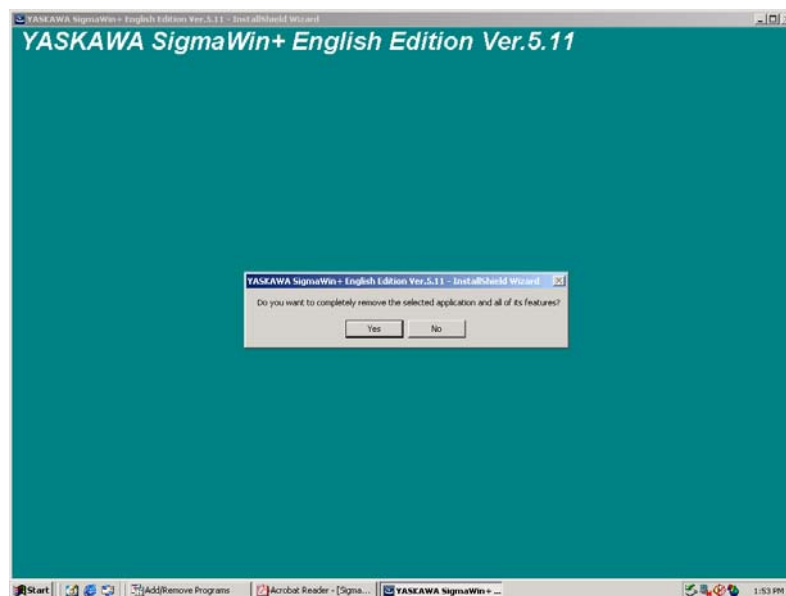 YASKAWA SigmaWin+ English Edition Ver.5.11 - InstallShield Wizard
YASKAWA SigmaWin+ English Edition Ver.5.11
YASKAWA SigmaWin+ English Edition Ver.5.11 - InstallShield Wizard
Do you want to completely remove the selected application and all of its features?
Yes No
Start Add/Remove Programs Acrobat Reader - [Sigma... YASKAWA SigmaWin+ ... 1:53 PM